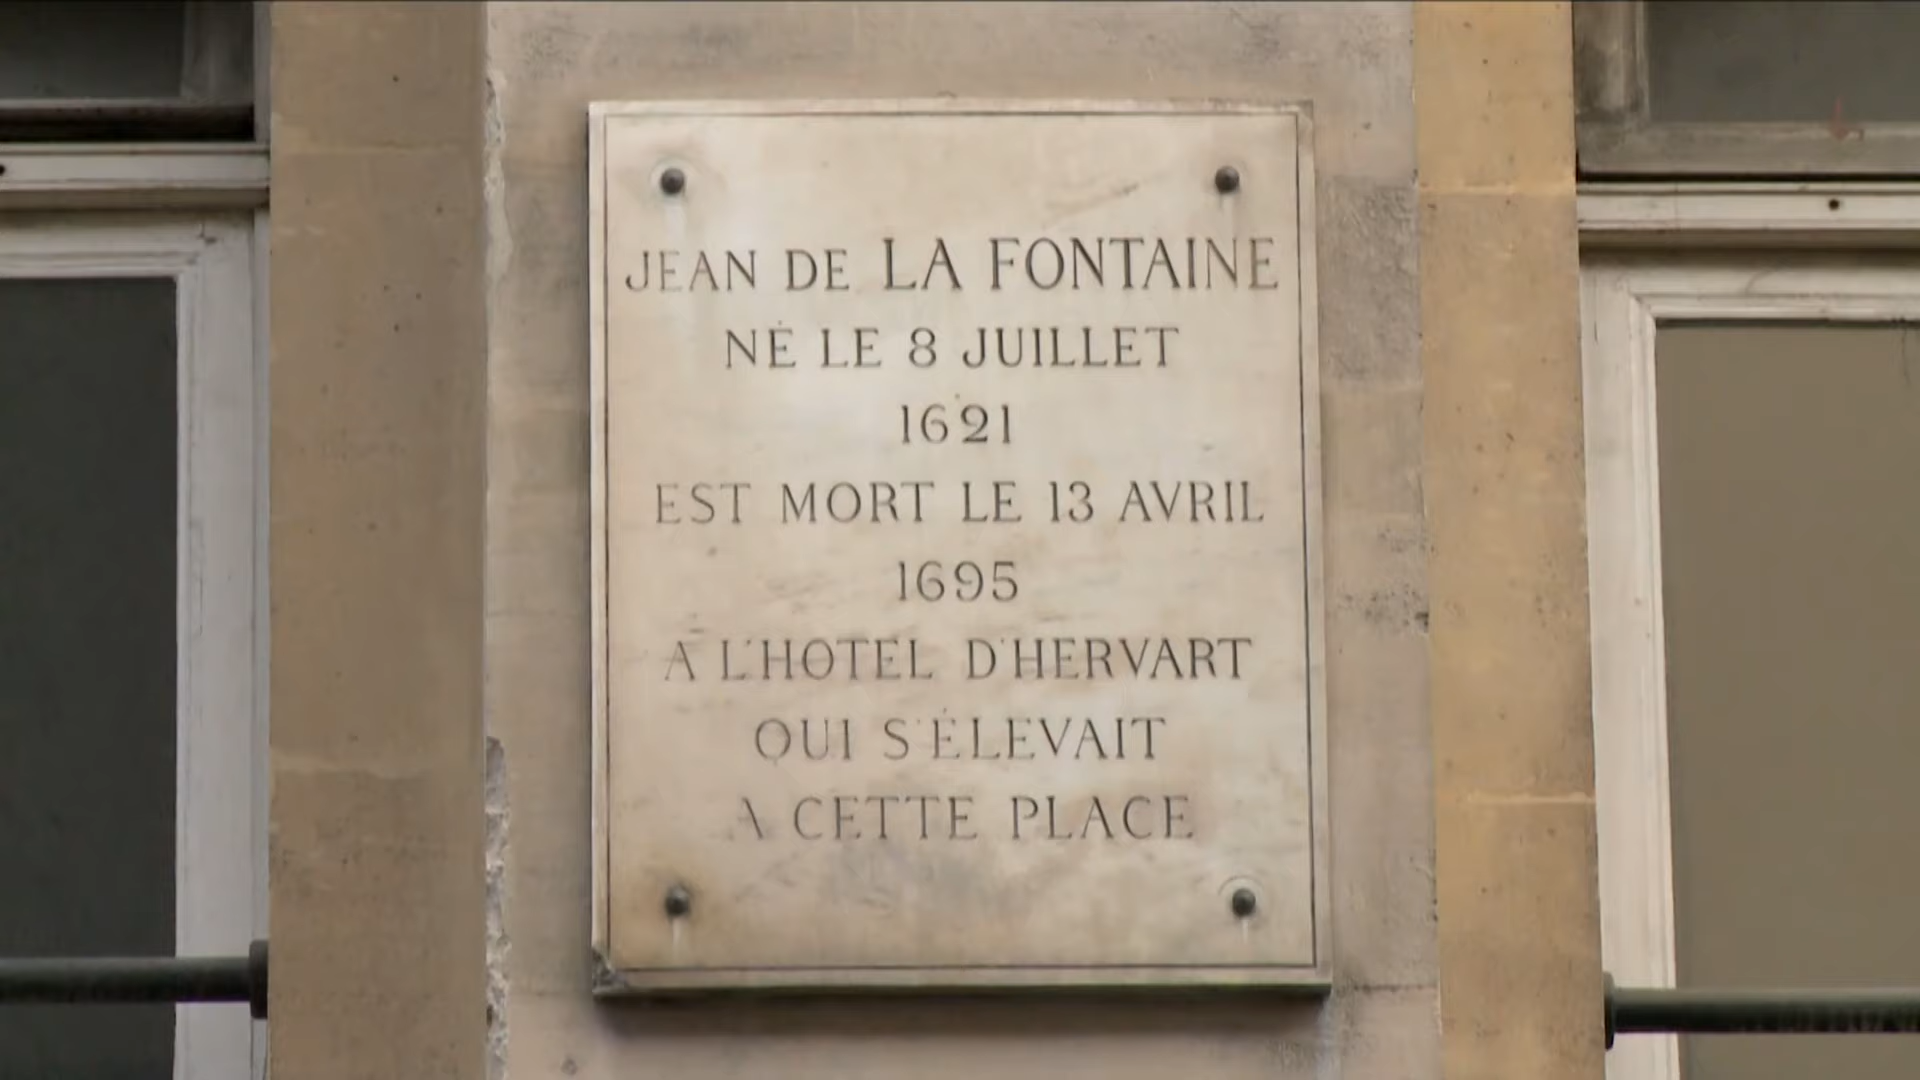 JEAN DE LA FONTAINE
NÉ LE 8 JUILLET
1621
EST MORT LE 13 AVRIL
1695
A L'HOTEL D'HERVART
QUI S'ÉLEVAIT
A CETTE PLACE